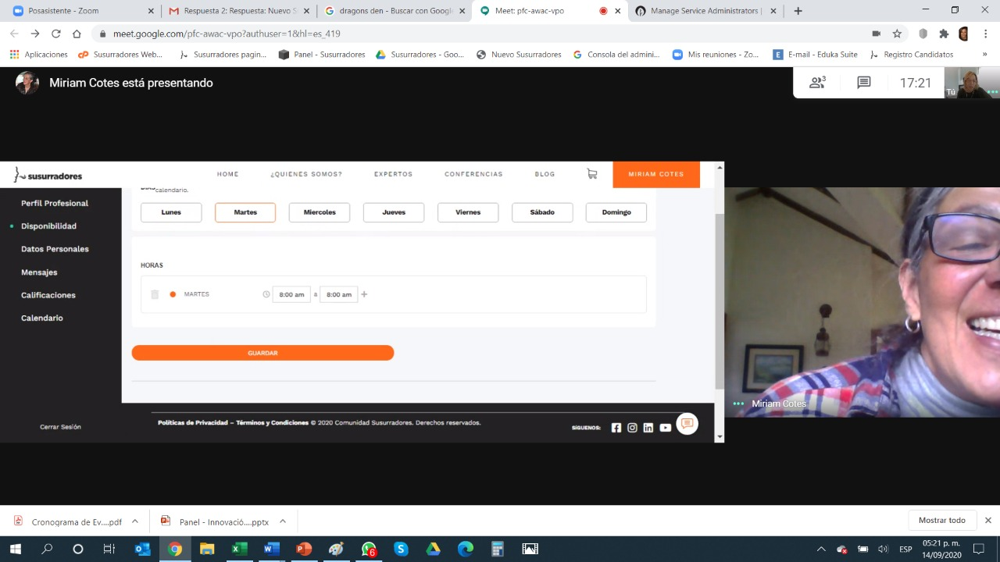 Posasistente - Zoom
Respuesta 2: Respuesta: Nuevo S
dragons den - Buscar con Googl
Meet: pfc-awac-vpo
Manage Service Administrators |
meet.google.com/pfc-awac-vpo?authuser=1&hl=es_419
Aplicaciones
Susurradores Web...
Susurradores pagin...
Panel - Susurradores
Susurradores - Goo...
Nuevo Susurradores
Consola del admini...
Mis reuniones - Zo...
E-mail - Eduka Suite
Registro Candidatos
»
Miriam Cotes está presentando
3
17:21
Tú
susurradores
HOME
¿QUIENES SOMOS?
EXPERTOS
CONFERENCIAS
BLOG
MIRIAM COTES
DÍAS
calendario.
Perfil Profesional
Disponibilidad
Datos Personales
Mensajes
Calificaciones
Calendario
Lunes
Martes
Miercoles
Jueves
Viernes
Sábado
Domingo
HORAS
MARTES
8:00 am a 8:00 am +
GUARDAR
Cerrar Sesión
Políticas de Privacidad – Términos y Condiciones © 2020 Comunidad Susurradores. Derechos reservados.
SIGUENOS:
Miriam Cotes
Cronograma de Ev....pdf
Panel - Innovació....pptx
Mostrar todo
6
ESP
05:21 p. m.
14/09/2020